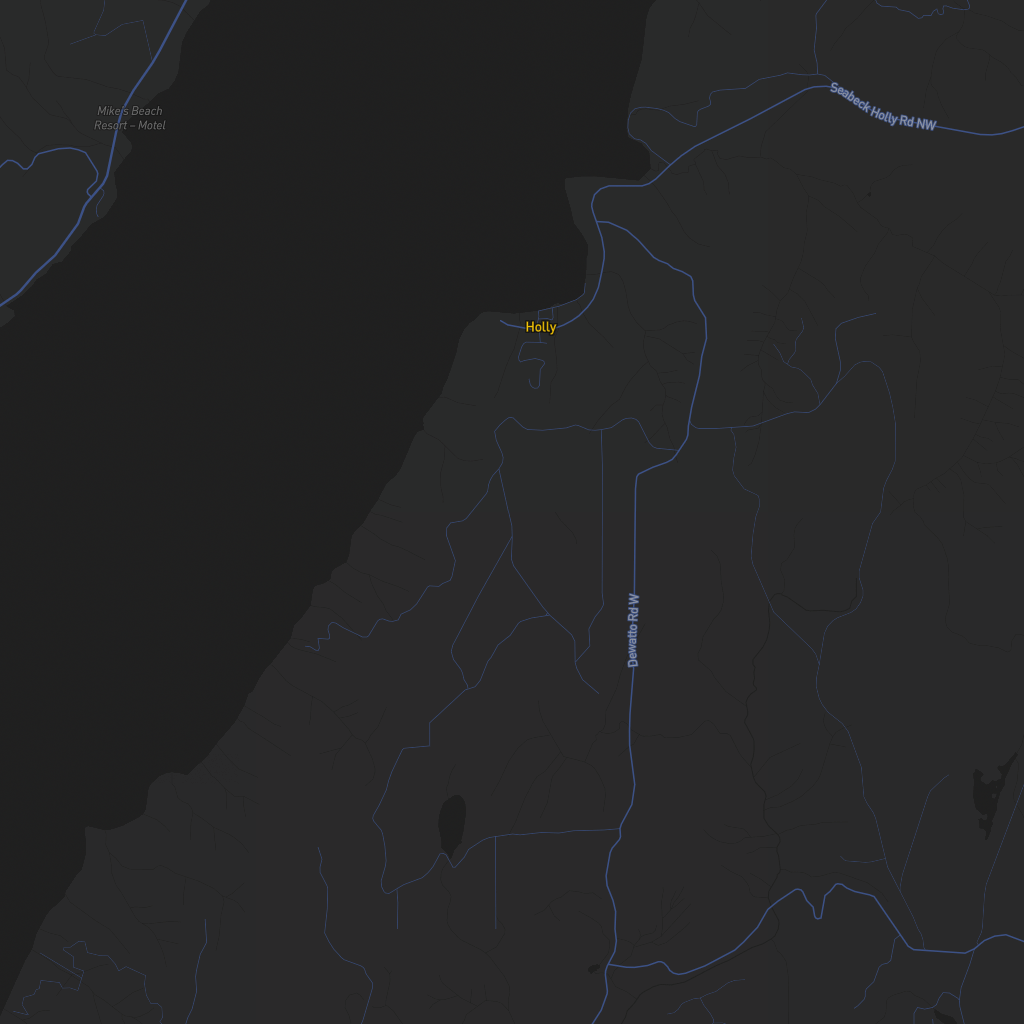 Seabeck Holly Rd NW
Mike's Beach
Resort – Motel
Holly
Dewatto Rd W